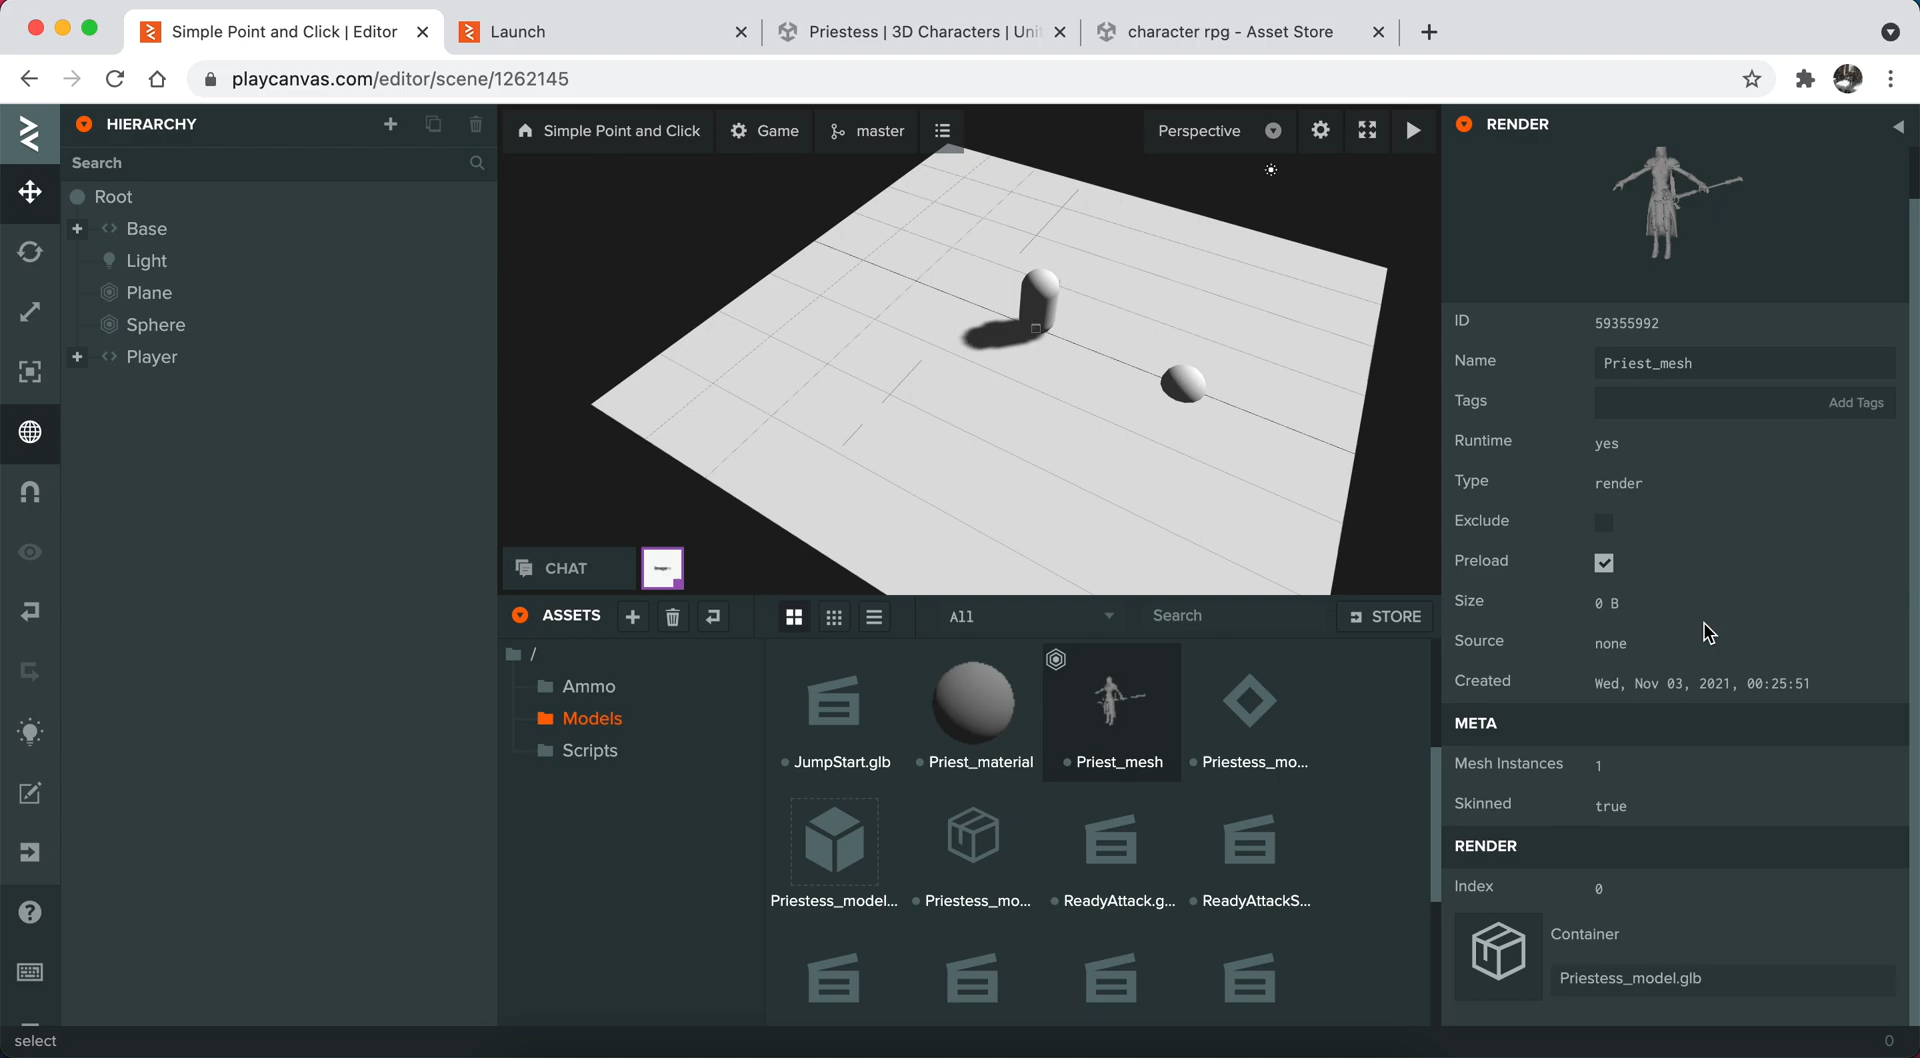 Simple Point and Click | Editor
Launch
Priestess | 3D Characters | Uni
character rpg - Asset Store
playcanvas.com/editor/scene/1262145
HIERARCHY
Search
Root
Base
Light
Plane
Sphere
Player
Simple Point and Click
Game
master
Perspective
CHAT
ASSETS
All
Search
STORE
/
Ammo
Models
Scripts
JumpStart.glb
Priest_material
Priest_mesh
Priestess_mo...
Priestess_model...
Priestess_mo...
ReadyAttack.g...
ReadyAttackS...
RENDER
ID
59355992
Name
Priest_mesh
Tags
Add Tags
Runtime
yes
Type
render
Exclude
Preload
Size
0 B
Source
none
Created
Wed, Nov 03, 2021, 00:25:51
META
Mesh Instances
1
Skinned
true
RENDER
Index
0
Container
Priestess_model.glb
select
0